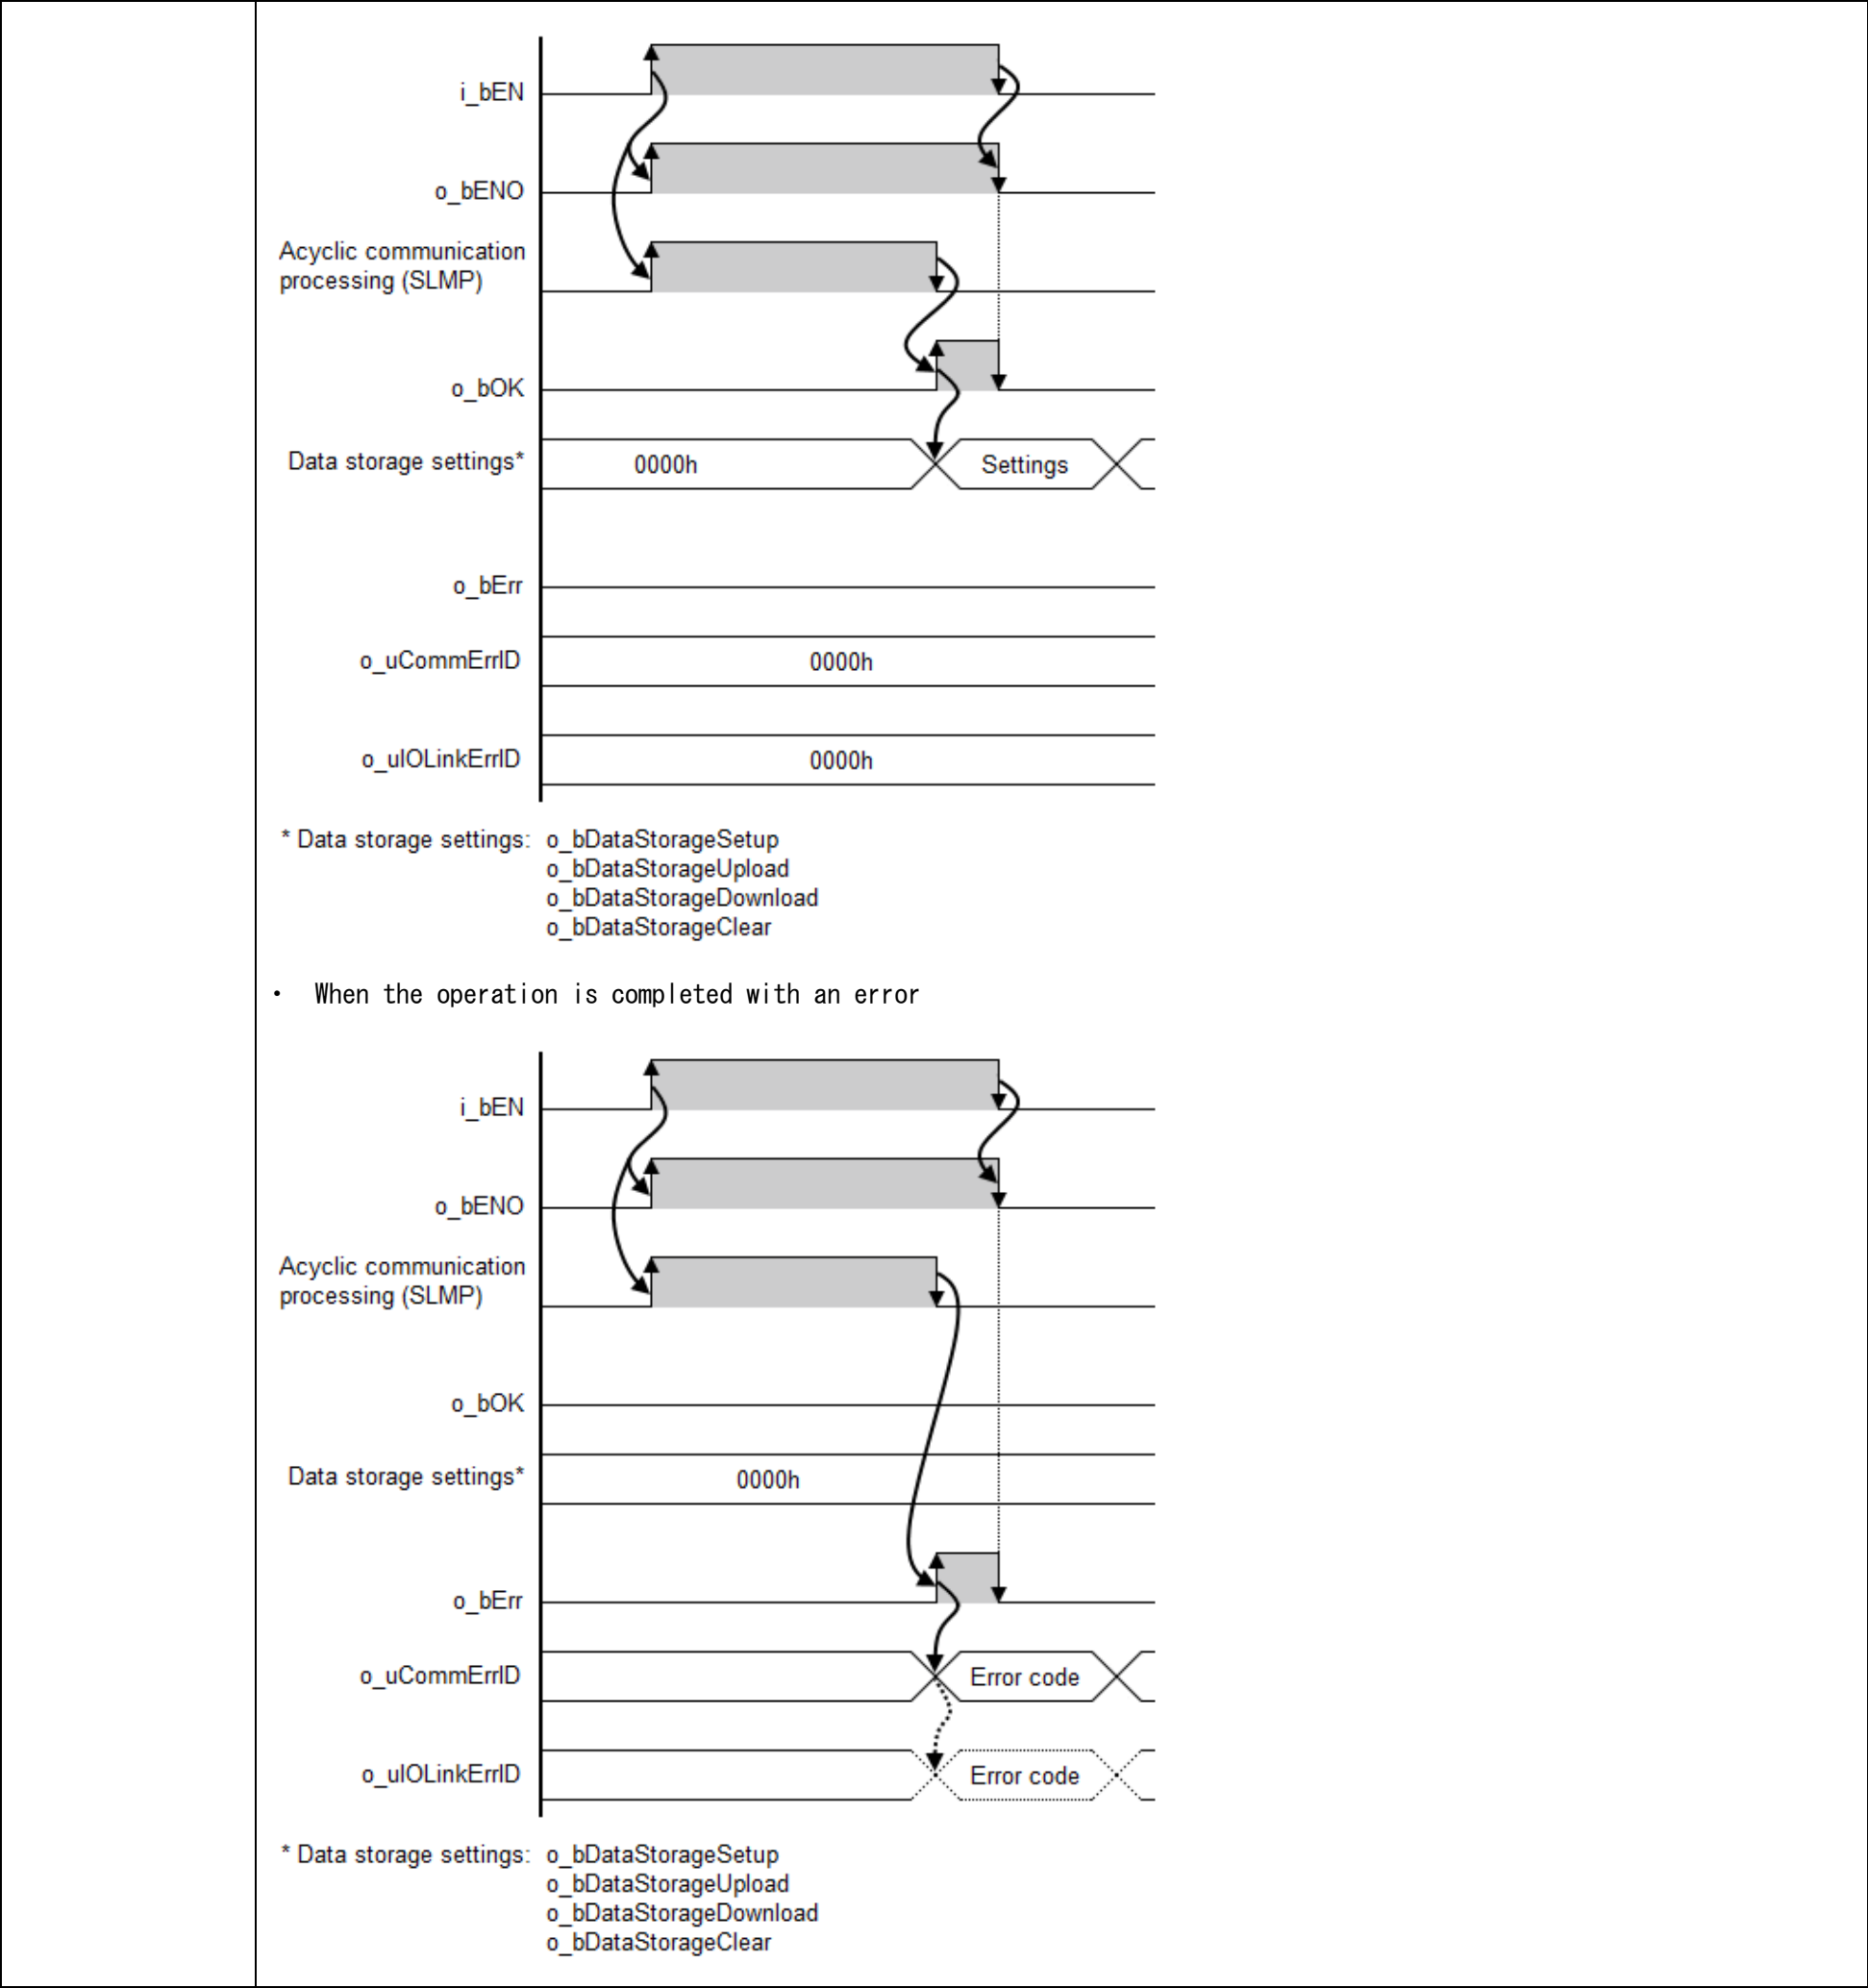 i_bEN
o_bENO
Acyclic communication
processing (SLMP)
o_bOK
Data storage settings*
0000h
Settings
o_bErr
o_uCommErrID
0000h
o_uIOLinkErrID
0000h
* Data storage settings: o_bDataStorageSetup
o_bDataStorageUpload
o_bDataStorageDownload
o_bDataStorageClear
・ When the operation is completed with an error
i_bEN
o_bENO
Acyclic communication
processing (SLMP)
o_bOK
Data storage settings*
0000h
o_bErr
o_uCommErrID
Error code
o_uIOLinkErrID
Error code
* Data storage settings: o_bDataStorageSetup
o_bDataStorageUpload
o_bDataStorageDownload
o_bDataStorageClear